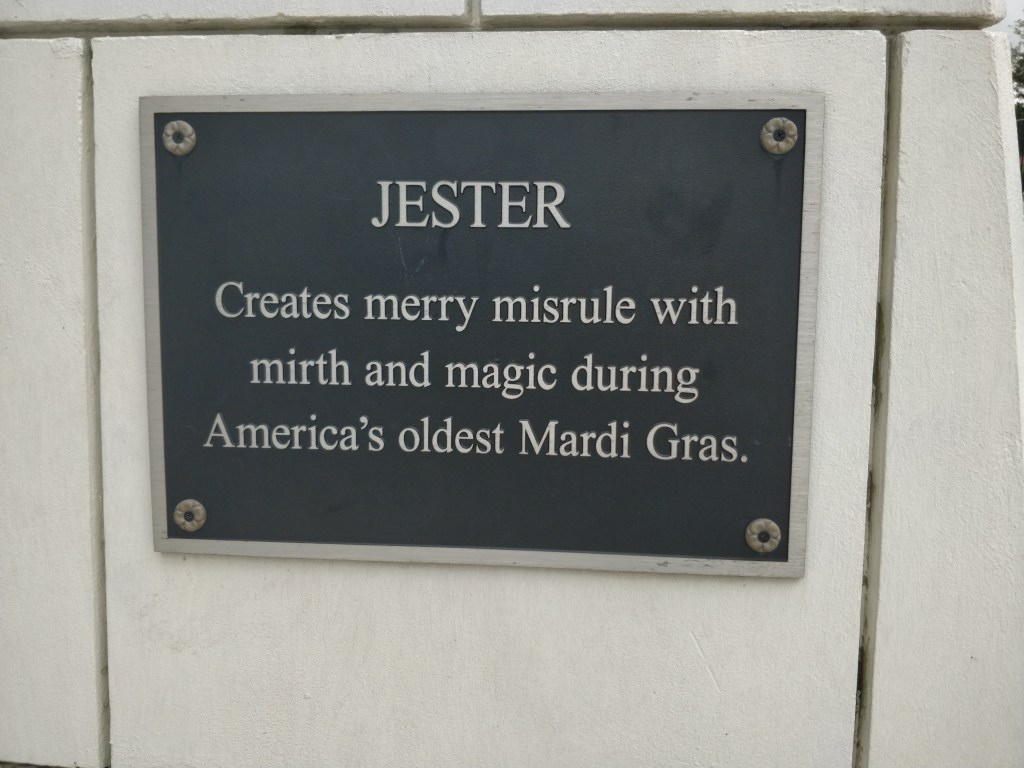 JESTER
Creates merry misrule with
mirth and magic during
America's oldest Mardi Gras.